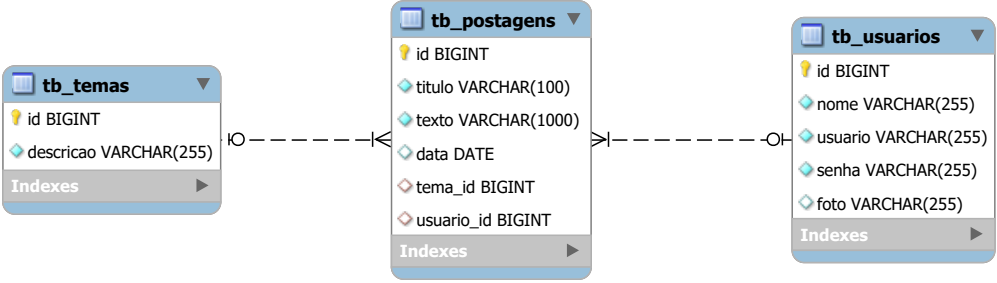 tb_temas
id BIGINT
descricao VARCHAR(255)
Indexes
tb_postagens
id BIGINT
titulo VARCHAR(100)
texto VARCHAR(1000)
data DATE
tema_id BIGINT
usuario_id BIGINT
Indexes
tb_usuarios
id BIGINT
nome VARCHAR(255)
usuario VARCHAR(255)
senha VARCHAR(255)
foto VARCHAR(255)
Indexes